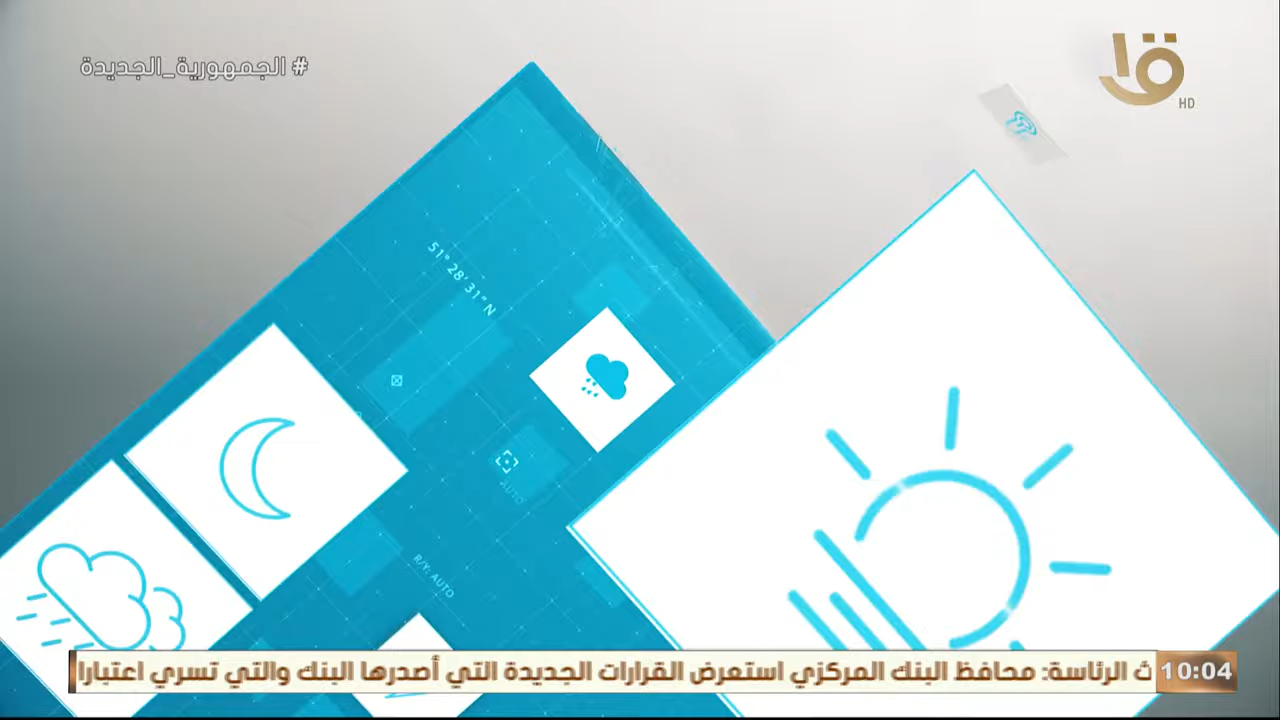 # الجمهورية_الجديدة
HD
51° 28' 31" N
AUTO
R/Y: AUTO
الرئاسة: محافظ البنك المركزي استعرض القرارات الجديدة التي أصدرها البنك والتي تسري اعتبارا
10:04